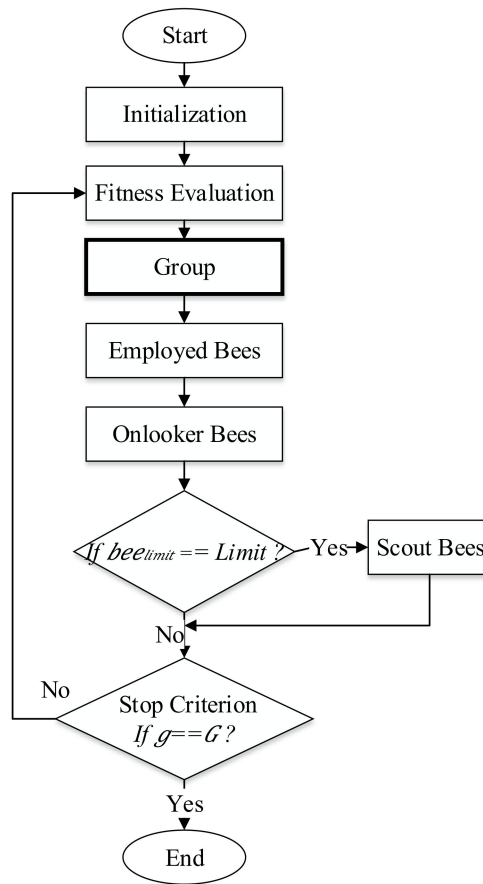 Start
Initialization
Fitness Evaluation
Group
Employed Bees
Onlooker Bees
If beelimit == Limit ?
Yes
Scout Bees
No
No
Stop Criterion
If g==G ?
Yes
End